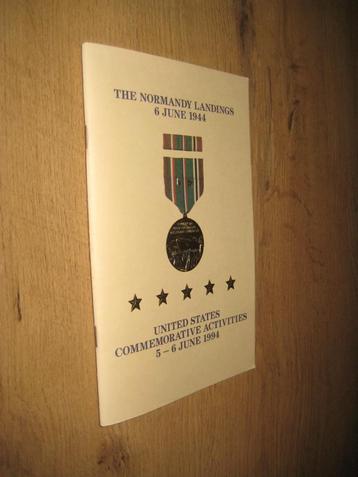 THE NORMANDY LANDINGS
6 JUNE 1944
UNITED STATES
COMMEMORATIVE ACTIVITIES
5 – 6 JUNE 1994